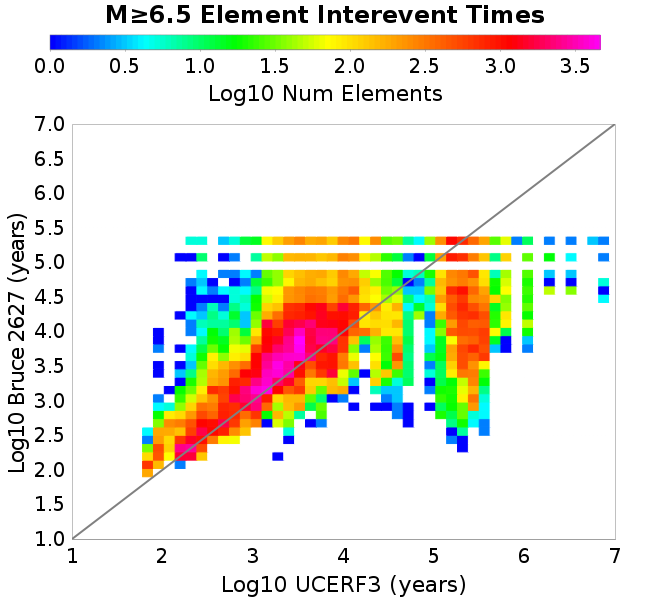 M≥6.5 Element Interevent Times
0.0 0.5 1.0 1.5 2.0 2.5 3.0 3.5
Log10 Num Elements
7.0
6.5
6.0
5.5
5.0
4.5
4.0
3.5
3.0
2.5
2.0
1.5
1.0
Log10 Bruce 2627 (years)
1 2 3 4 5 6 7
Log10 UCERF3 (years)